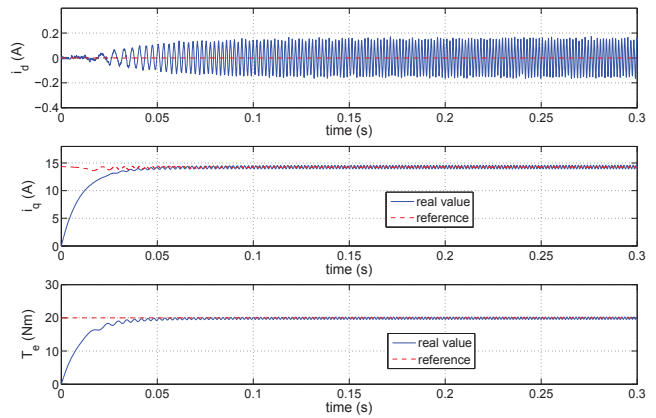 0.2
0
−0.2
−0.4
i_d (A)
0 0.05 0.1 0.15 0.2 0.25 0.3
time (s)
15
10
5
0
i_q (A)
real value
reference
0 0.05 0.1 0.15 0.2 0.25 0.3
time (s)
30
20
10
0
T_e (Nm)
real value
reference
0 0.05 0.1 0.15 0.2 0.25 0.3
time (s)